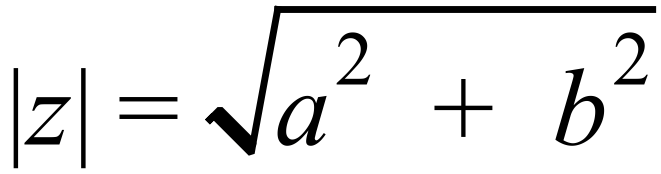 |z| = √a² + b²